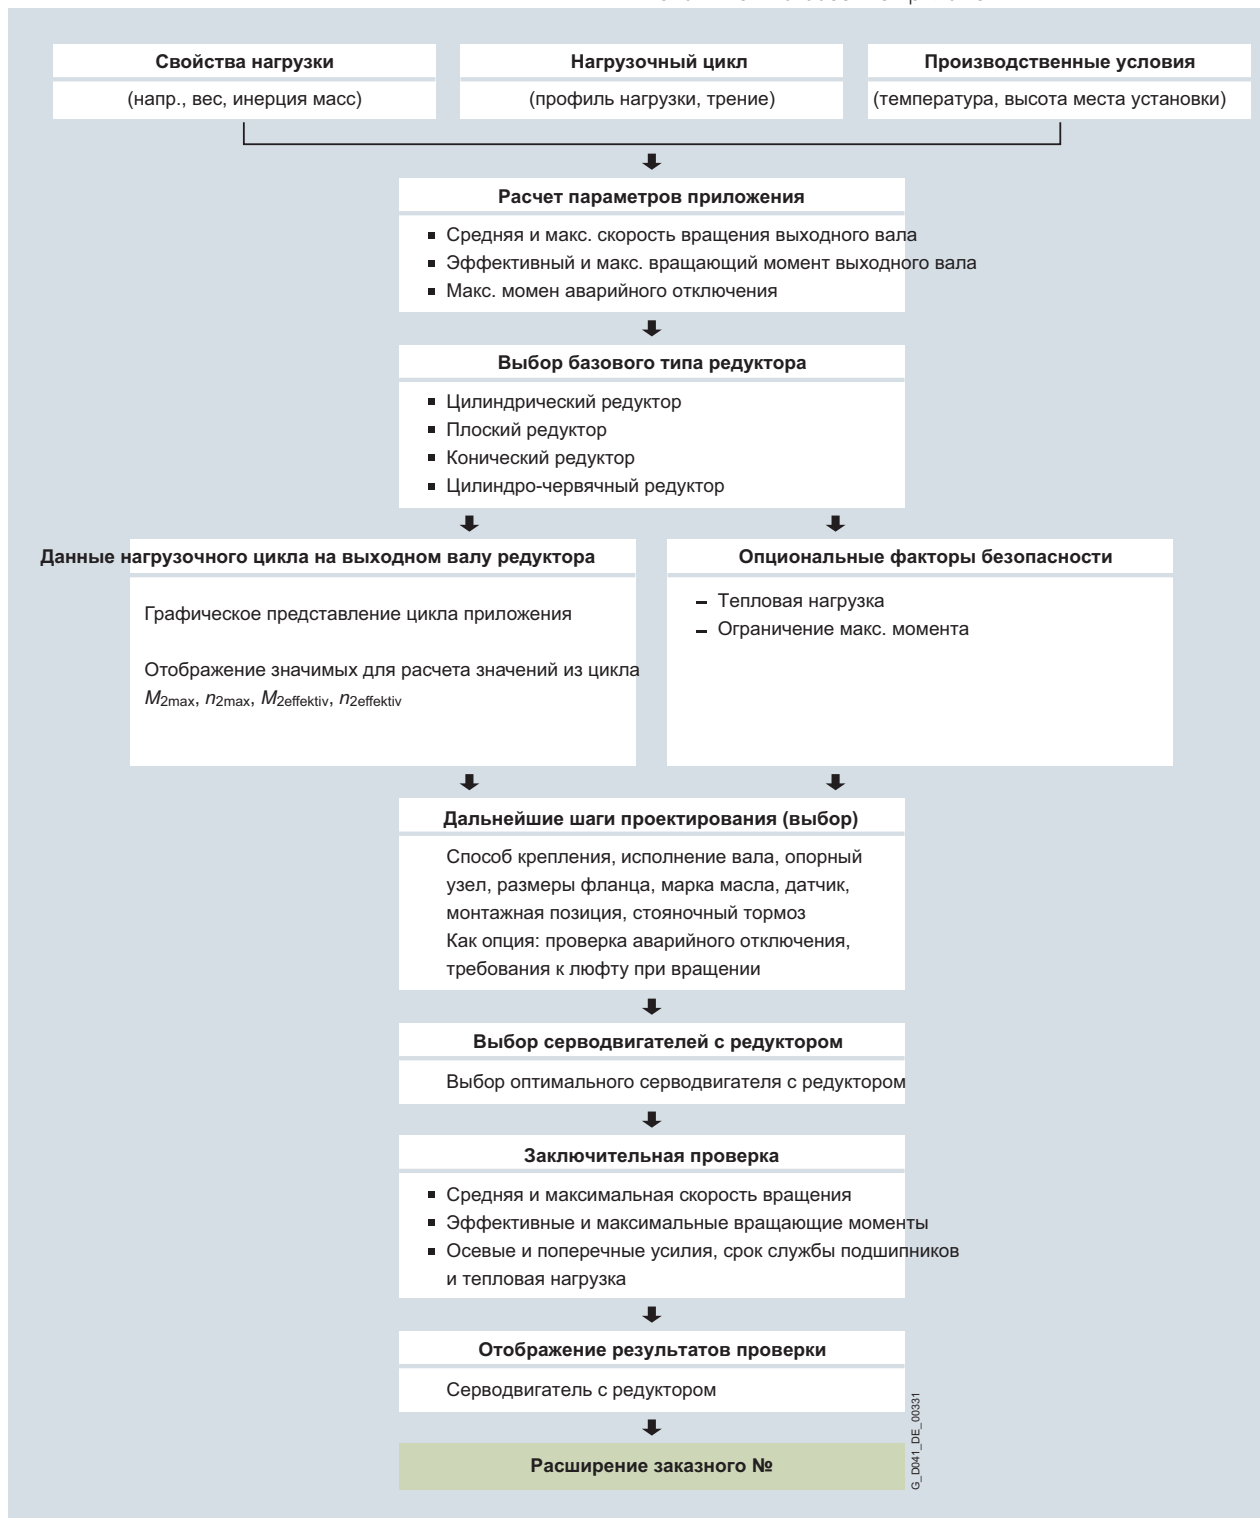 Свойства нагрузки
(напр., вес, инерция масс)
Нагрузочный цикл
(профиль нагрузки, трение)
Производственные условия
(температура, высота места установки)
Расчет параметров приложения
Средняя и макс. скорость вращения выходного вала
Эффективный и макс. вращающий момент выходного вала
Макс. момен аварийного отключения
Выбор базового типа редуктора
Цилиндрический редуктор
Плоский редуктор
Конический редуктор
Цилиндро-червячный редуктор
Данные нагрузочного цикла на выходном валу редуктора
Графическое представление цикла приложения
Отображение значимых для расчета значений из цикла
M2max, n2max, M2effektiv, n2effektiv
Опциональные факторы безопасности
– Тепловая нагрузка
– Ограничение макс. момента
Дальнейшие шаги проектирования (выбор)
Способ крепления, исполнение вала, опорный
узел, размеры фланца, марка масла, датчик,
монтажная позиция, стояночный тормоз
Как опция: проверка аварийного отключения,
требования к люфту при вращении
Выбор серводвигателей с редуктором
Выбор оптимального серводвигателя с редуктором
Заключительная проверка
Средняя и максимальная скорость вращения
Эффективные и максимальные вращающие моменты
Осевые и поперечные усилия, срок службы подшипников
и тепловая нагрузка
Отображение результатов проверки
Серводвигатель с редуктором
Расширение заказного №
G_D041_DE_00331